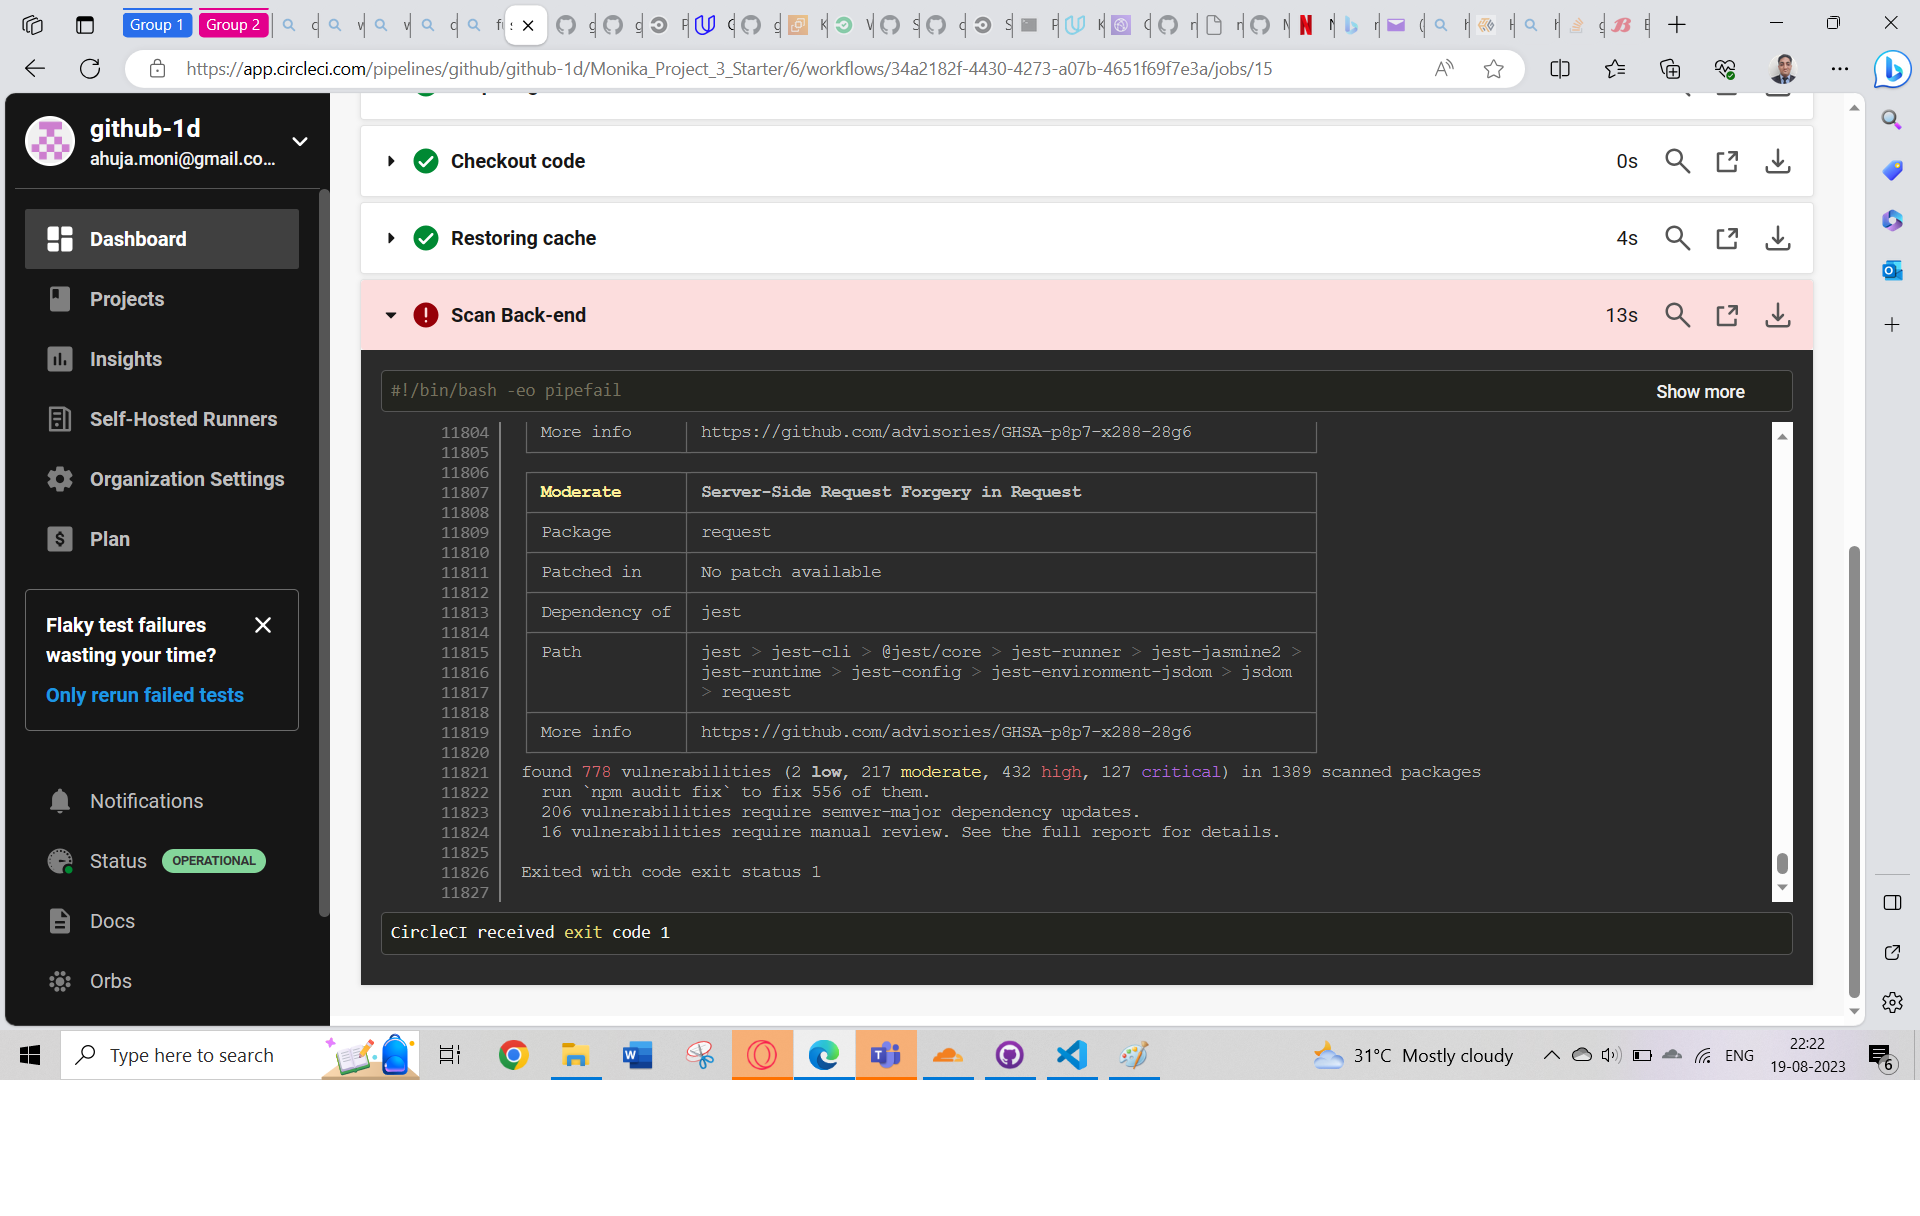 Group 1
Group 2
https://app.circleci.com/pipelines/github/github-1d/Monika_Project_3_Starter/6/workflows/34a2182f-4430-4273-a07b-4651f69f7e3a/jobs/15
github-1d
ahuja.moni@gmail.co...
Dashboard
Projects
Insights
Self-Hosted Runners
Organization Settings
Plan
Flaky test failures
wasting your time?
Only rerun failed tests
Notifications
Status OPERATIONAL
Docs
Orbs
Checkout code 0s
Restoring cache 4s
Scan Back-end 13s
#!/bin/bash -eo pipefail Show more
11804 More info https://github.com/advisories/GHSA-p8p7-x288-28g6
11805
11806
11807 Moderate Server-Side Request Forgery in Request
11808
11809 Package request
11810
11811 Patched in No patch available
11812
11813 Dependency of jest
11814
11815 Path jest > jest-cli > @jest/core > jest-runner > jest-jasmine2 >
11816 jest-runtime > jest-config > jest-environment-jsdom > jsdom
11817 > request
11818
11819 More info https://github.com/advisories/GHSA-p8p7-x288-28g6
11820
11821 found 778 vulnerabilities (2 low, 217 moderate, 432 high, 127 critical) in 1389 scanned packages
11822 run `npm audit fix` to fix 556 of them.
11823 206 vulnerabilities require semver-major dependency updates.
11824 16 vulnerabilities require manual review. See the full report for details.
11825
11826 Exited with code exit status 1
11827
CircleCI received exit code 1
Type here to search
31°C Mostly cloudy
ENG
22:22
19-08-2023
6